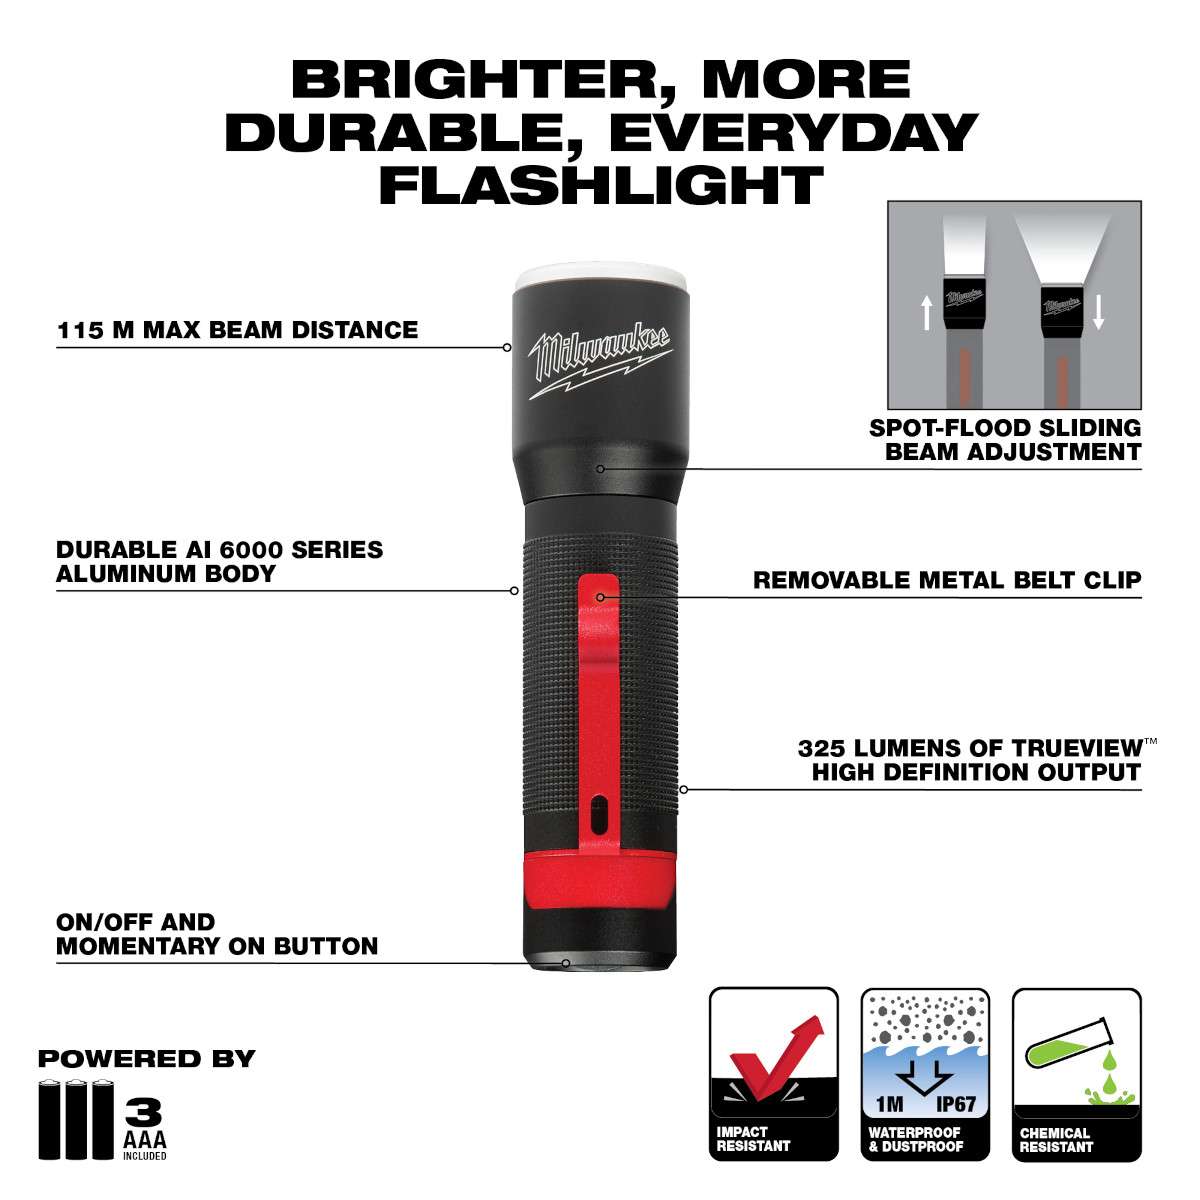 BRIGHTER, MORE
DURABLE, EVERYDAY
FLASHLIGHT
115 M MAX BEAM DISTANCE
Milwaukee
Milwaukee
Milwaukee
SPOT-FLOOD SLIDING
BEAM ADJUSTMENT
DURABLE AI 6000 SERIES
ALUMINUM BODY
REMOVABLE METAL BELT CLIP
325 LUMENS OF TRUEVIEW™
HIGH DEFINITION OUTPUT
ON/OFF AND
MOMENTARY ON BUTTON
POWERED BY
3
AAA
INCLUDED
IMPACT
RESISTANT
1M IP67
WATERPROOF
& DUSTPROOF
CHEMICAL
RESISTANT